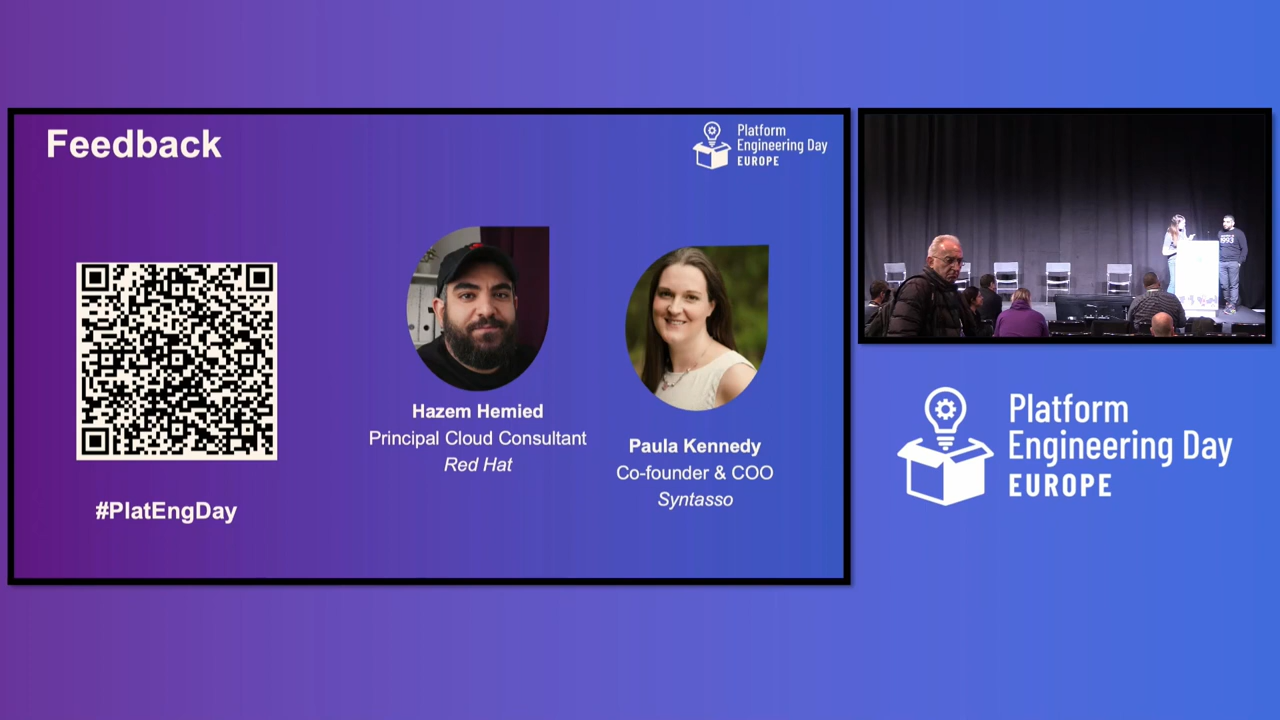 Feedback
Platform
Engineering Day
EUROPE
Hazem Hemied
Principal Cloud Consultant
Red Hat
Paula Kennedy
Co-founder & COO
Syntasso
#PlatEngDay
1993
Platform
Engineering Day
EUROPE